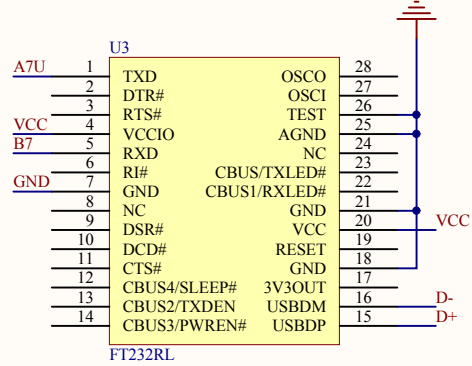 U3
A7U 1 TXD OSCO 28
2 DTR# OSCI 27
3 RTS# TEST 26
VCC 4 VCCIO AGND 25
B7 5 RXD NC 24
6 RI# CBUS/TXLED# 23
GND 7 GND CBUS1/RXLED# 22
8 NC GND 21
9 DSR# VCC 20 VCC
10 DCD# RESET 19
11 CTS# GND 18
12 CBUS4/SLEEP# 3V3OUT 17
13 CBUS2/TXDEN USBDM 16 D-
14 CBUS3/PWREN# USBDP 15 D+
FT232RL